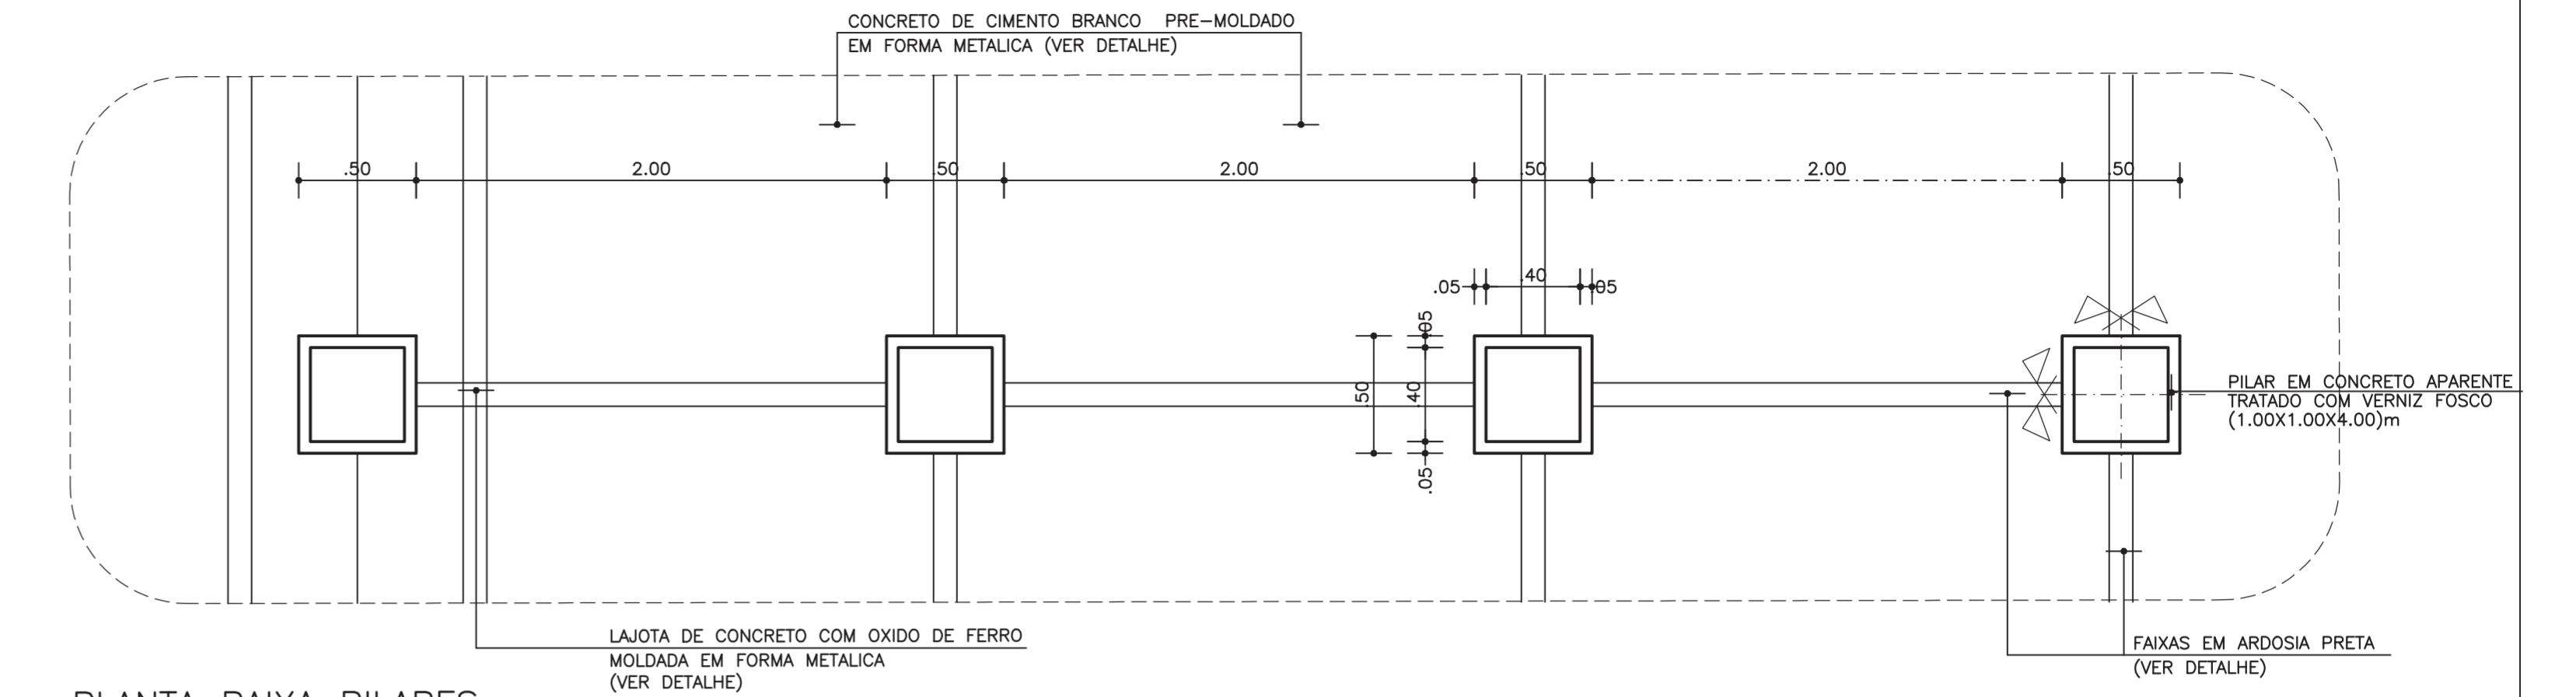 CONCRETO DE CIMENTO BRANCO PRE-MOLDADO
EM FORMA METALICA (VER DETALHE)
.50
2.00
.50
2.00
.50
2.00
.50
.05
.40
.05
.05
.50
.40
.05
PILAR EM CONCRETO APARENTE
TRATADO COM VERNIZ FOSCO
(1.00X1.00X4.00)m
LAJOTA DE CONCRETO COM OXIDO DE FERRO
MOLDADA EM FORMA METALICA
(VER DETALHE)
FAIXAS EM ARDOSIA PRETA
(VER DETALHE)
PLANTA BAIXA PILARES